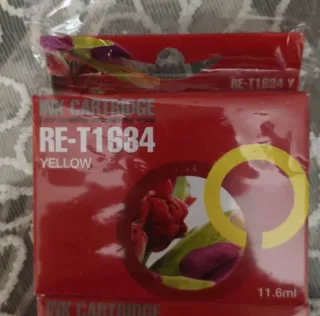 RE-T1634 Y
INK CARTRIDGE
RE-T1634
YELLOW
11.6ml
INK CARTRIDGE